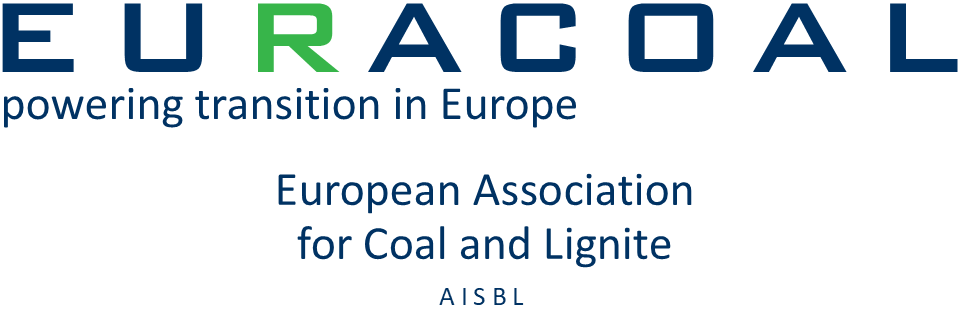 EURACOAL
powering transition in Europe
European Association
for Coal and Lignite
AISBL